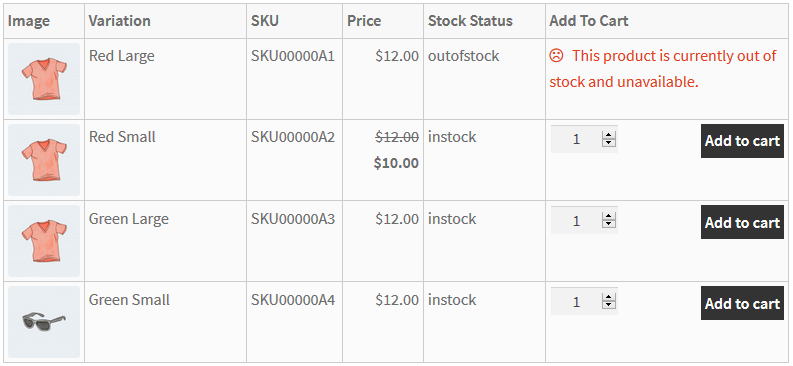 Image Variation SKU Price Stock Status Add To Cart
Red Large SKU00000A1 $12.00 outofstock ☹ This product is currently out of
stock and unavailable.
Red Small SKU00000A2 $12.00 instock 1 Add to cart
$10.00
Green Large SKU00000A3 $12.00 instock 1 Add to cart
Green Small SKU00000A4 $12.00 instock 1 Add to cart